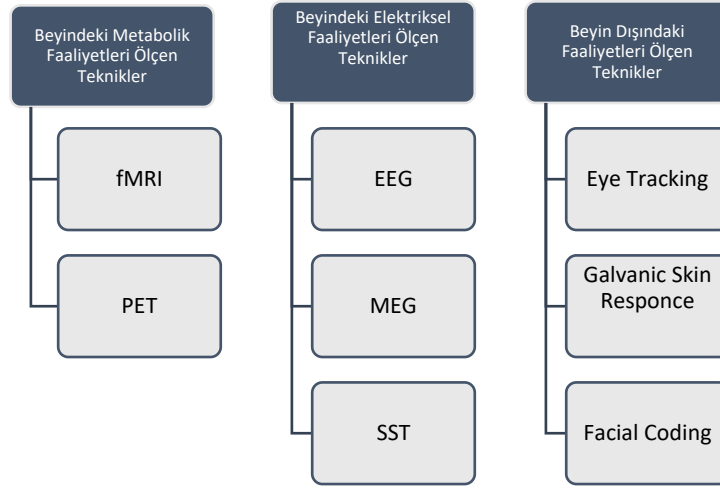 Beyindeki Metabolik
Faaliyetleri Ölçen
Teknikler
fMRI
PET
Beyindeki Elektriksel
Faaliyetleri Ölçen
Teknikler
EEG
MEG
SST
Beyin Dışındaki
Faaliyetleri Ölçen
Teknikler
Eye Tracking
Galvanic Skin
Responce
Facial Coding